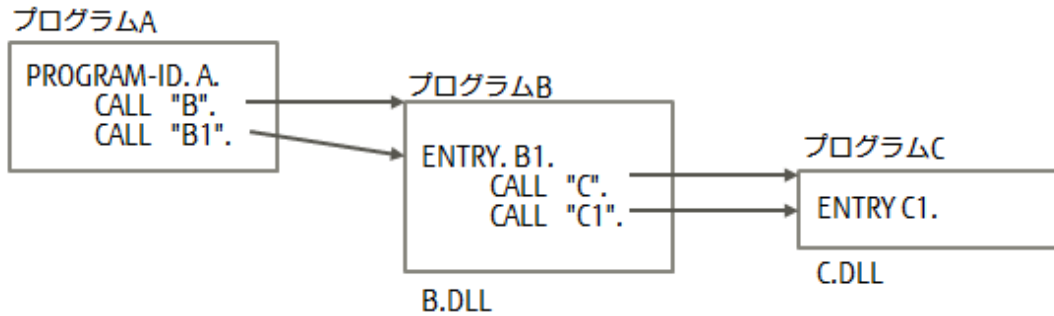 プログラムA
PROGRAM-ID. A.
CALL "B".
CALL "B1".
プログラムB
ENTRY. B1.
CALL "C".
CALL "C1".
B.DLL
プログラムC
ENTRY C1.
C.DLL